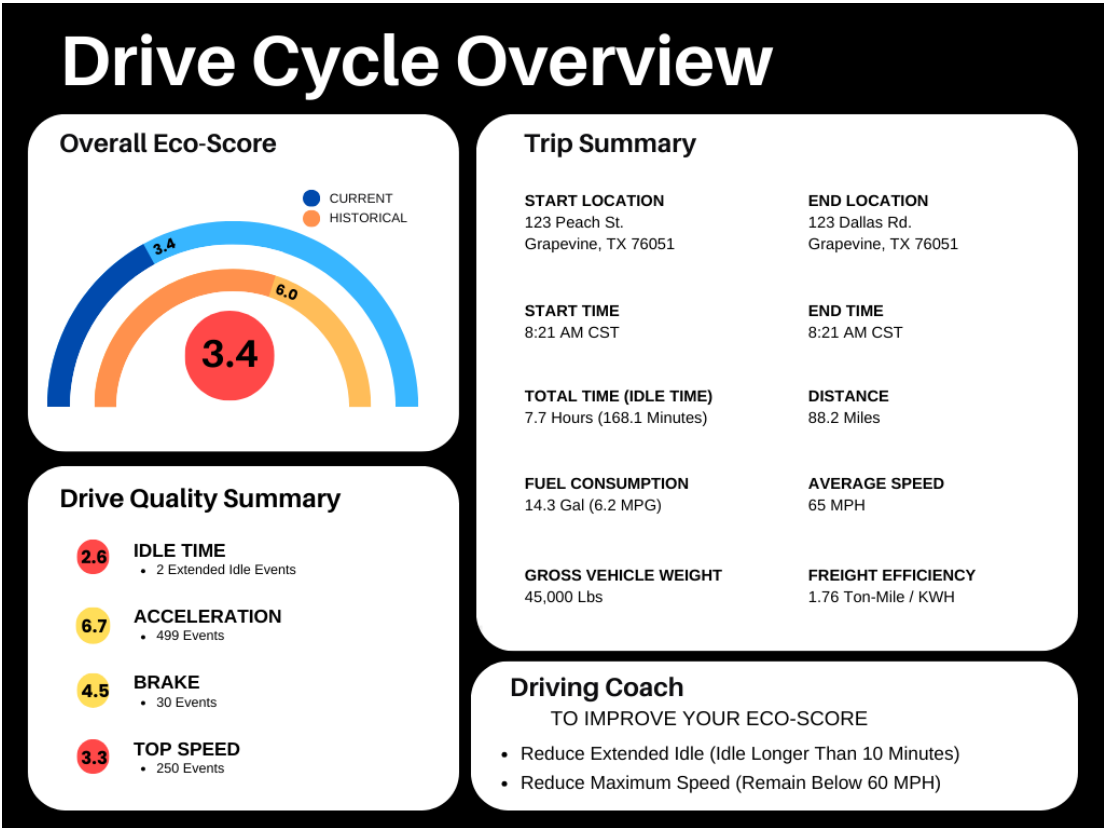 Drive Cycle Overview
Overall Eco-Score
CURRENT
HISTORICAL
3.4
6.0
3.4
Drive Quality Summary
2.6 IDLE TIME
• 2 Extended Idle Events
6.7 ACCELERATION
• 499 Events
4.5 BRAKE
• 30 Events
3.3 TOP SPEED
• 250 Events
Trip Summary
START LOCATION
123 Peach St.
Grapevine, TX 76051
END LOCATION
123 Dallas Rd.
Grapevine, TX 76051
START TIME
8:21 AM CST
END TIME
8:21 AM CST
TOTAL TIME (IDLE TIME)
7.7 Hours (168.1 Minutes)
DISTANCE
88.2 Miles
FUEL CONSUMPTION
14.3 Gal (6.2 MPG)
AVERAGE SPEED
65 MPH
GROSS VEHICLE WEIGHT
45,000 Lbs
FREIGHT EFFICIENCY
1.76 Ton-Mile / KWH
Driving Coach
TO IMPROVE YOUR ECO-SCORE
• Reduce Extended Idle (Idle Longer Than 10 Minutes)
• Reduce Maximum Speed (Remain Below 60 MPH)